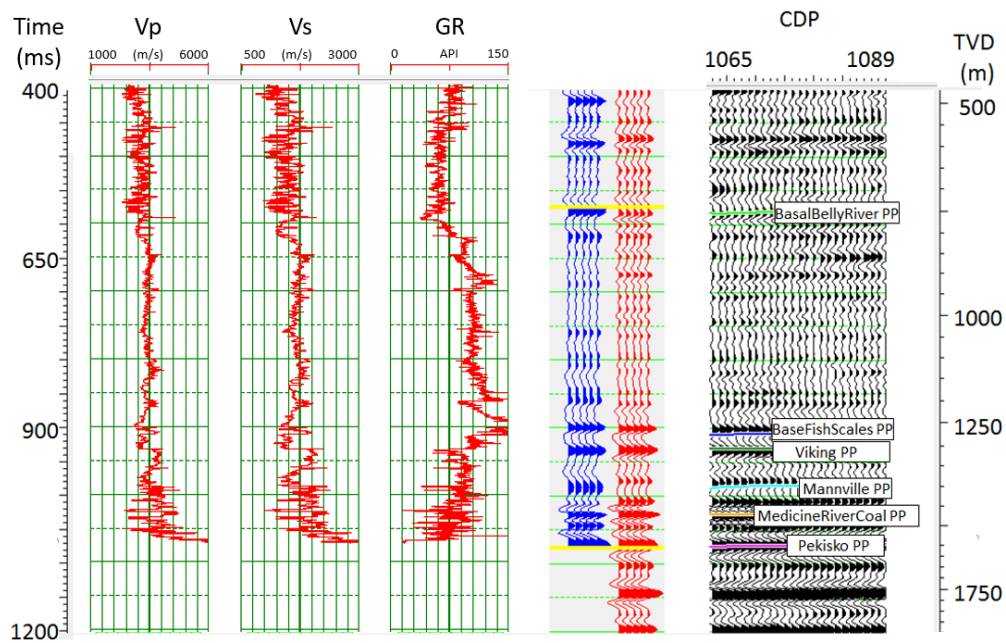 Time
(ms)
Vp
Vs
GR
CDP
TVD
(m)
1000 (m/s) 6000
500 (m/s) 3000
0 API 150
1065 1089
400
500
BasalBellyRiver PP
650
1000
900
1250
BaseFishScales PP
Viking PP
Mannville PP
MedicineRiverCoal PP
Pekisko PP
1750
1200